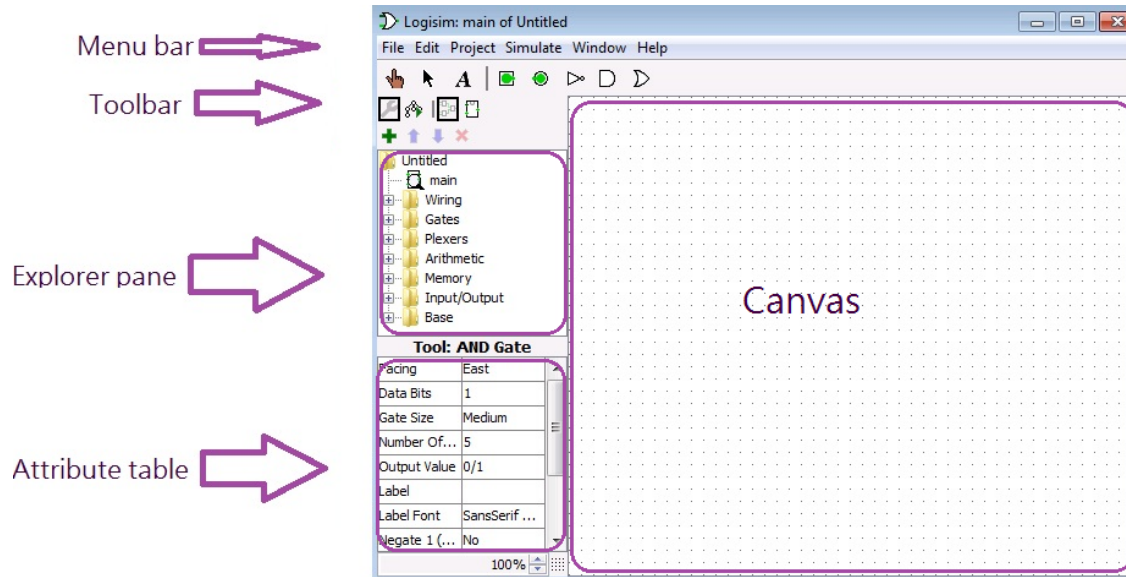 Logisim: main of Untitled
Menu bar
File Edit Project Simulate Window Help
A
Toolbar
Untitled
main
Wiring
Gates
Plexers
Arithmetic
Memory
Input/Output
Base
Explorer pane
Canvas
Tool: AND Gate
Facing East
Data Bits 1
Gate Size Medium
Number Of... 5
Output Value 0/1
Label
Label Font SansSerif ...
Negate 1 (... No
Attribute table
100%